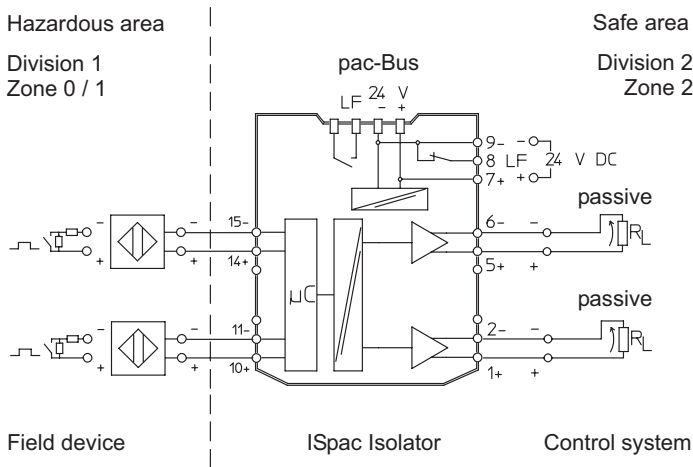 Hazardous area
Safe area
Division 1
Zone 0 / 1
pac-Bus
Division 2
Zone 2
LF 24 V
- +
9- - 
8 LF 24 V DC
7+ +
passive
- - 15- 6- - RL
+ + 14+ 5+ +
µC
passive
- - 11- 2- - RL
+ + 10+ 1+ +
Field device
ISpac Isolator
Control system